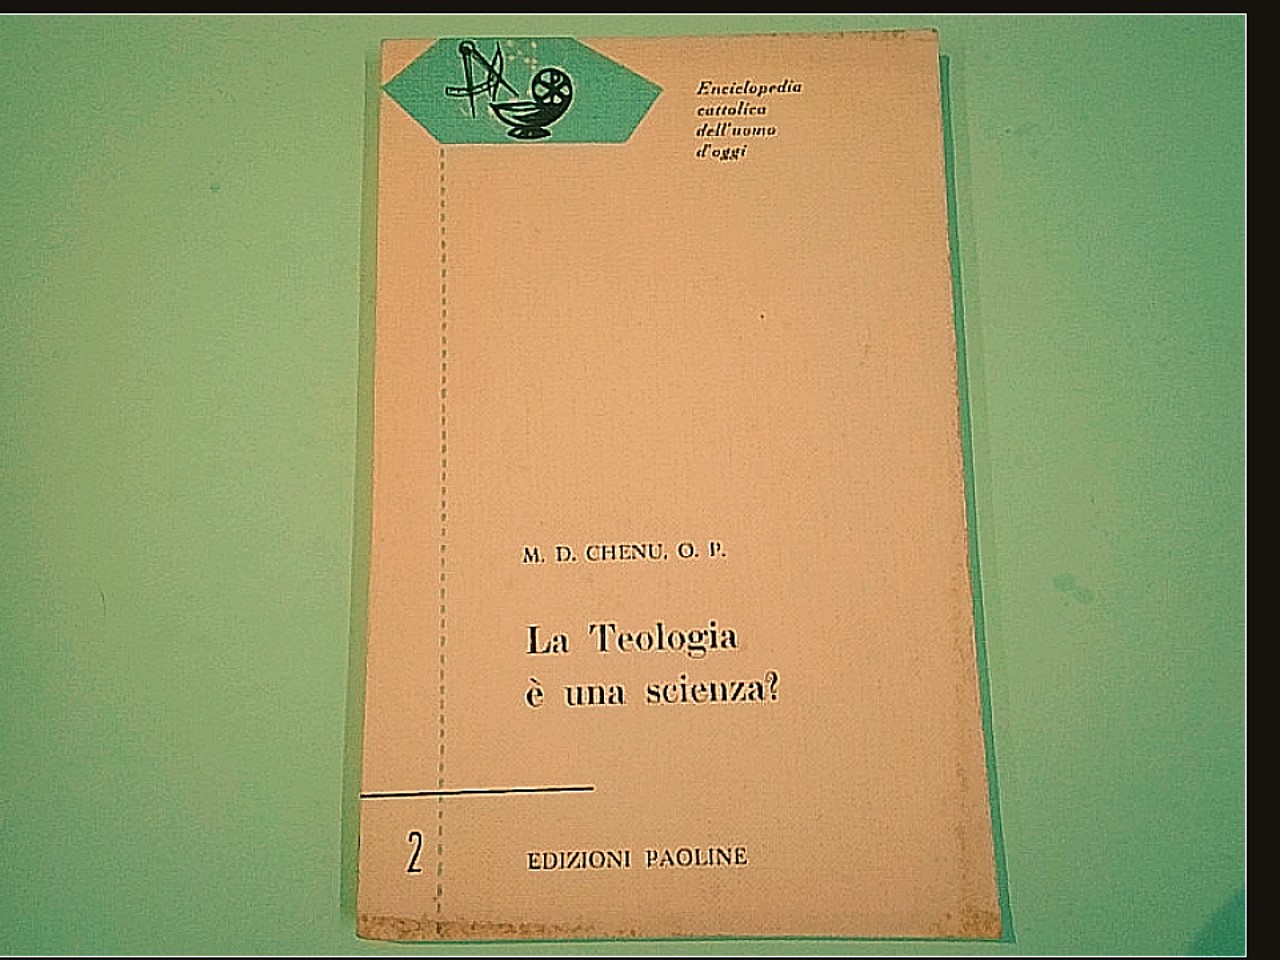 Enciclopedia
cattolica
dell'uomo
d'oggi
M. D. CHENU, O. P.
La Teologia
è una scienza?
2
EDIZIONI PAOLINE